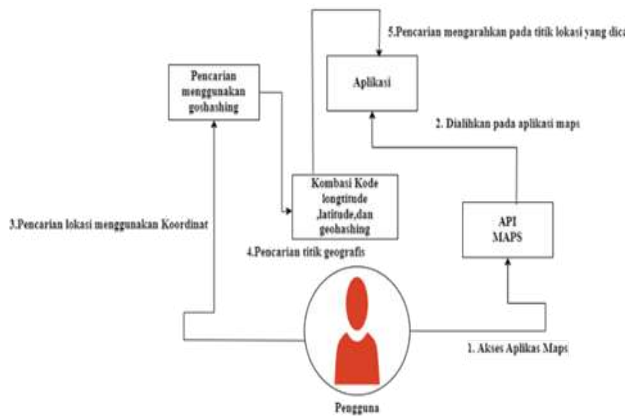 5.Pencarian mengarahkan pada titik lokasi yang dica
Pencarian
menggunakan
goshashing
Aplikasi
2. Dialihkan pada aplikasi maps
Kombasi Kode
longtitude
,latitude,dan
geohashing
3.Pencarian lokasi menggunakan Koordinat
API
MAPS
4.Pencarian titik geografis
1. Akses Aplikas Maps
Pengguna